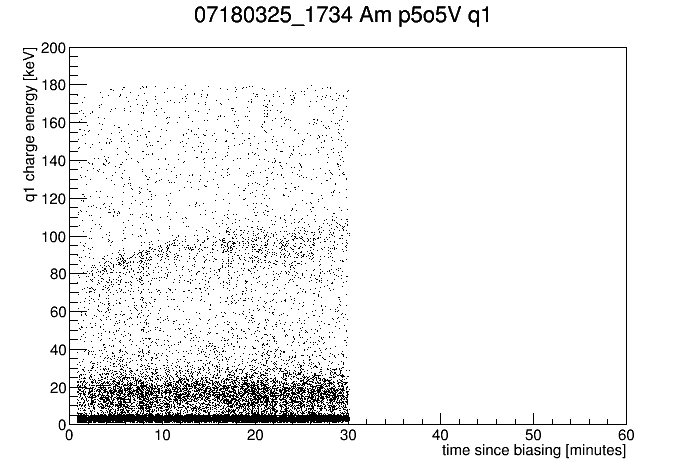 07180325_1734 Am p5o5V q1
q1 charge energy [keV]
200
180
160
140
120
100
80
60
40
20
0
0 10 20 30 40 50 60
time since biasing [minutes]